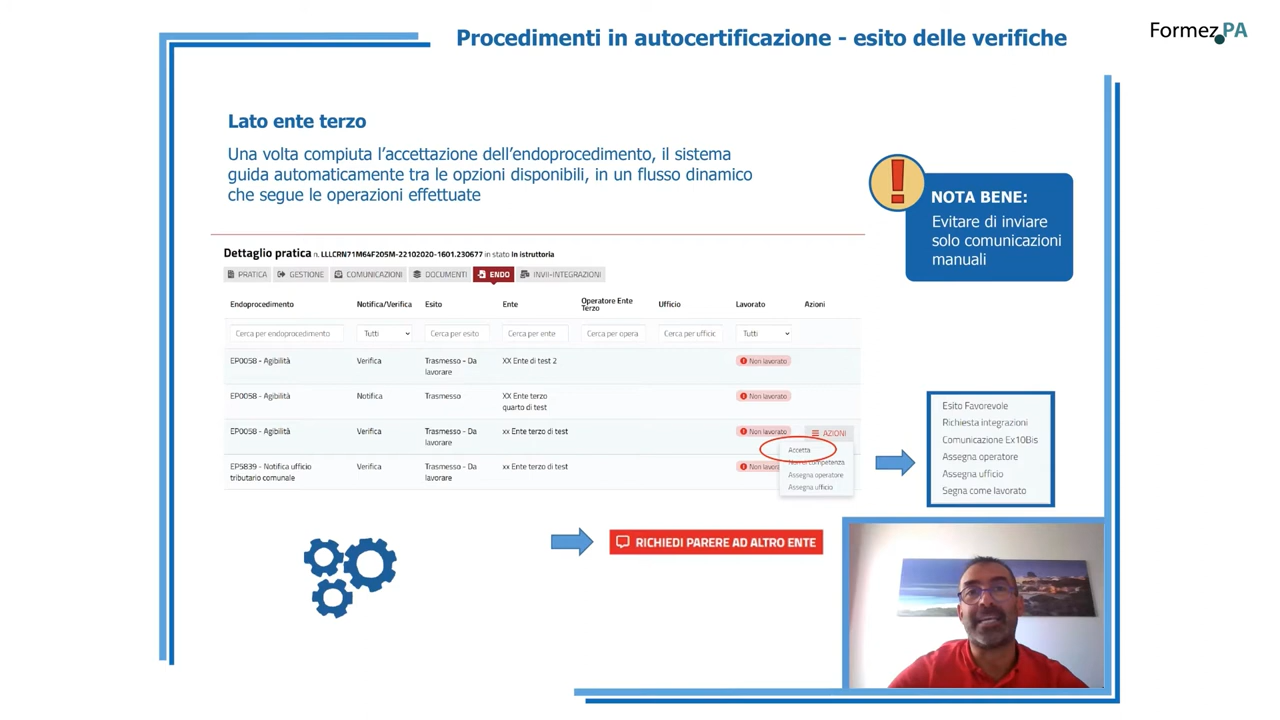 Procedimenti in autocertificazione - esito delle verifiche
Formez PA
Lato ente terzo
Una volta compiuta l’accettazione dell’endoprocedimento, il sistema
guida automaticamente tra le opzioni disponibili, in un flusso dinamico
che segue le operazioni effettuate
NOTA BENE:
Evitare di inviare
solo comunicazioni
manuali
Dettaglio pratica n. LLLCRN71M64F205M-22102020-1601.230677 in stato In istruttoria
PRATICA GESTIONE COMUNICAZIONI DOCUMENTI ENDO INVII-INTEGRAZIONI
Endoprocedimento Notifica/Verifica Esito Ente Operatore Ente Terzo Ufficio Lavorato Azioni
Cerca per endoprocedimento Tutti Cerca per esito Cerca per ente Cerca per opera Cerca per ufficic Tutti
EP0058 - Agibilità Verifica Trasmesso - Da lavorare XX Ente di test 2 Non lavorato
EP0058 - Agibilità Notifica Trasmesso XX Ente terzo quarto di test Non lavorato
EP0058 - Agibilità Verifica Trasmesso - Da lavorare xx Ente terzo di test Non lavorato AZIONI
EP5839 - Notifica ufficio tributario comunale Verifica Trasmesso - Da lavorare xx Ente terzo di test Non lavora
Accetta
competenza
Assegna operatore
Assegna ufficio
Esito Favorevole
Richiesta integrazioni
Comunicazione Ex10Bis
Assegna operatore
Assegna ufficio
Segna come lavorato
RICHIEDI PARERE AD ALTRO ENTE